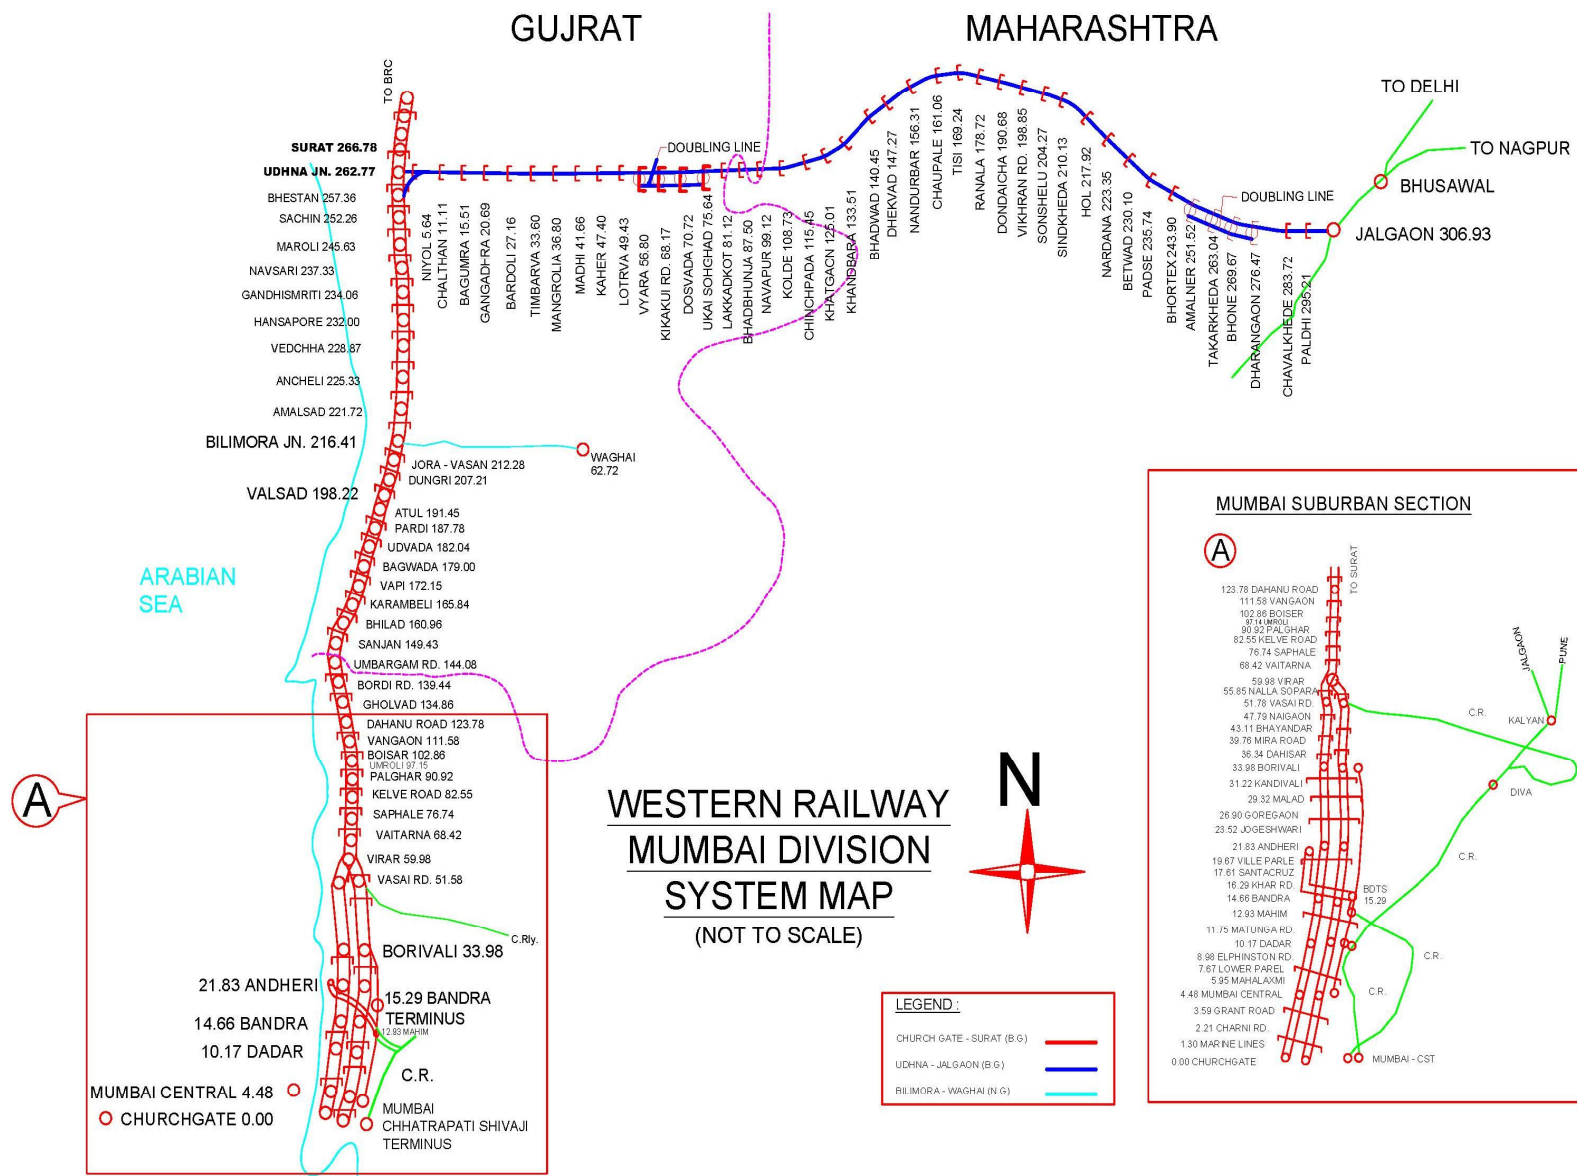 GUJRAT
MAHARASHTRA
TO BRC
TO DELHI
TO NAGPUR
BHUSAWAL
JALGAON 306.93
DOUBLING LINE
DOUBLING LINE
SURAT 266.78
UDHNA JN. 262.77
BHESTAN 257.36
SACHIN 252.26
MAROLI 245.63
NAVSARI 237.33
GANDHISMRITI 234.06
HANSAPORE 232.00
VEDCHHA 228.87
ANCHELI 225.33
AMALSAD 221.72
BILIMORA JN. 216.41
WAGHAI
62.72
JORA - VASAN 212.28
DUNGRI 207.21
VALSAD 198.22
ATUL 191.45
PARDI 187.78
UDVADA 182.04
BAGWADA 179.00
VAPI 172.15
KARAMBELI 165.84
BHILAD 160.96
SANJAN 149.43
UMBARGAM RD. 144.08
BORDI RD. 139.44
GHOLVAD 134.86
DAHANU ROAD 123.78
VANGAON 111.58
BOISAR 102.86
UMROLI 97.15
PALGHAR 90.92
KELVE ROAD 82.55
SAPHALE 76.74
VAITARNA 68.42
VIRAR 59.98
VASAI RD. 51.58
C.Rly.
BORIVALI 33.98
21.83 ANDHERI
15.29 BANDRA
TERMINUS
14.66 BANDRA
12.93 MAHIM
10.17 DADAR
C.R.
MUMBAI CENTRAL 4.48
CHURCHGATE 0.00
MUMBAI
CHHATRAPATI SHIVAJI
TERMINUS
ARABIAN
SEA
A
NIYOL 5.64
CHALTHAN 11.11
BAGUMRA 15.51
GANGADHRA 20.69
BARDOLI 27.16
TIMBARVA 33.60
MANGROLIA 36.80
MADHI 41.66
KAHER 47.40
LOTRVA 49.43
VYARA 56.80
KIKAKUI RD. 68.17
DOSVADA 70.72
UKAI SOHGHAD 75.64
LAKKADKOT 81.12
BHADBHUNJA 87.50
NAVAPUR 99.12
KOLDE 108.73
CHINCHPADA 115.45
KHATGACN 125.01
KHANDBARA 133.51
BHADWAD 140.45
DHEKVAD 147.27
NANDURBAR 156.31
CHAUPALE 161.06
TISI 169.24
RANALA 178.72
DONDAICHA 190.68
VIKHRAN RD. 198.85
SONSHELU 204.27
SINDKHEDA 210.13
HOL 217.92
NARDANA 223.35
BETWAD 230.10
PADSE 235.74
BHORTEX 243.90
AMALNER 251.52
TAKARKHEDA 263.04
BHONE 269.67
DHARANGAON 276.47
CHAVALKHEDE 283.72
PALDHI 295.21
WESTERN RAILWAY
MUMBAI DIVISION
SYSTEM MAP
(NOT TO SCALE)
N
LEGEND :
CHURCH GATE - SURAT (B.G)
UDHNA - JALGAON (B.G)
BILIMORA - WAGHAI (N.G)
MUMBAI SUBURBAN SECTION
A
TO SURAT
123.78 DAHANU ROAD
111.58 VANGAON
102.86 BOISER
97.14 UMROLI
90.92 PALGHAR
82.55 KELVE ROAD
76.74 SAPHALE
68.42 VAITARNA
59.98 VIRAR
55.85 NALLA SOPARA
51.78 VASAI RD.
47.79 NAIGAON
43.11 BHAYANDAR
39.76 MIRA ROAD
36.34 DAHISAR
33.98 BORIVALI
31.22 KANDIVALI
29.32 MALAD
26.90 GOREGAON
23.52 JOGESHWARI
21.83 ANDHERI
19.67 VILLE PARLE
17.61 SANTACRUZ
16.29 KHAR RD.
14.66 BANDRA
12.93 MAHIM
11.75 MATUNGA RD.
10.17 DADAR
8.98 ELPHINSTON RD.
7.67 LOWER PAREL
5.95 MAHALAXMI
4.48 MUMBAI CENTRAL
3.59 GRANT ROAD
2.21 CHARNI RD.
1.30 MARINE LINES
0.00 CHURCHGATE
BDTS
15.29
MUMBAI - CST
JALGAON
PUNE
KALYAN
DIVA
C.R.
C.R.
C.R.
C.R.